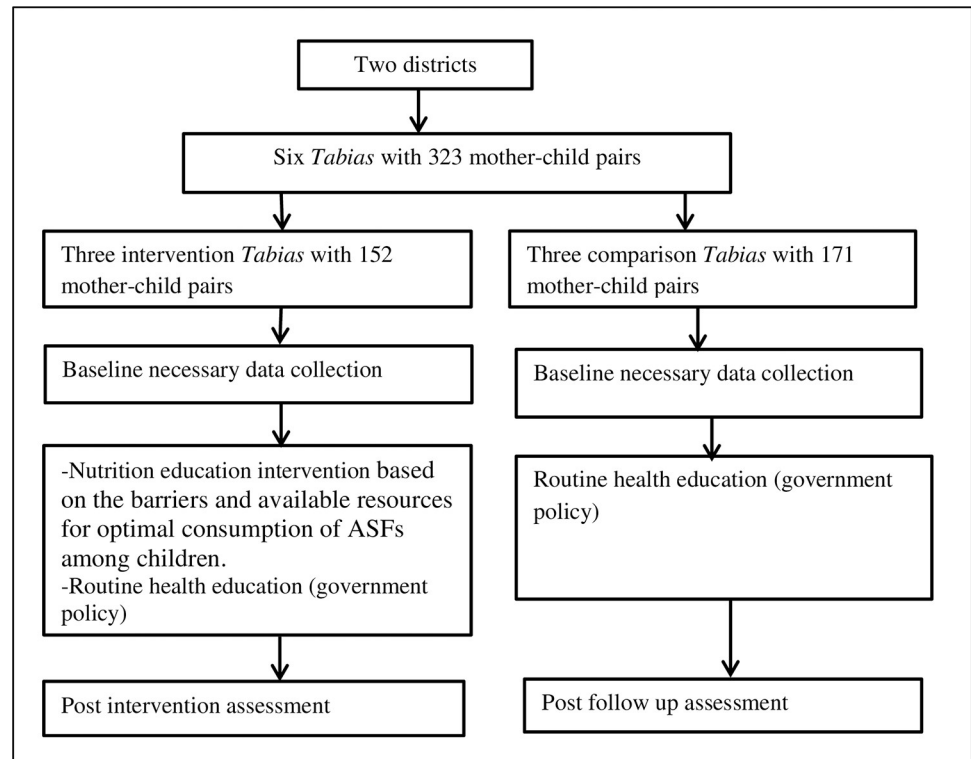 Two districts
Six Tabias with 323 mother-child pairs
Three intervention Tabias with 152
mother-child pairs
Three comparison Tabias with 171
mother-child pairs
Baseline necessary data collection
Baseline necessary data collection
-Nutrition education intervention based
on the barriers and available resources
for optimal consumption of ASFs
among children.
-Routine health education (government
policy)
Routine health education (government
policy)
Post intervention assessment
Post follow up assessment